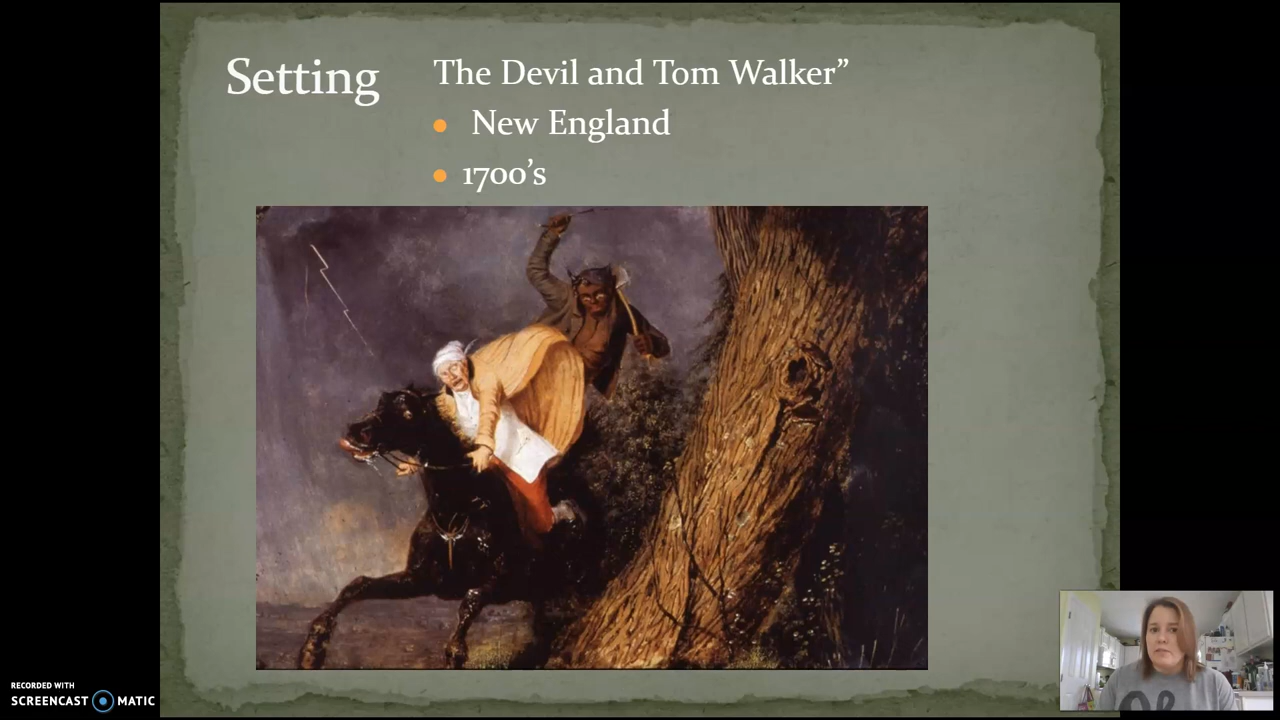 Setting
The Devil and Tom Walker”
New England
1700’s
RECORDED WITH
SCREENCAST MATIC